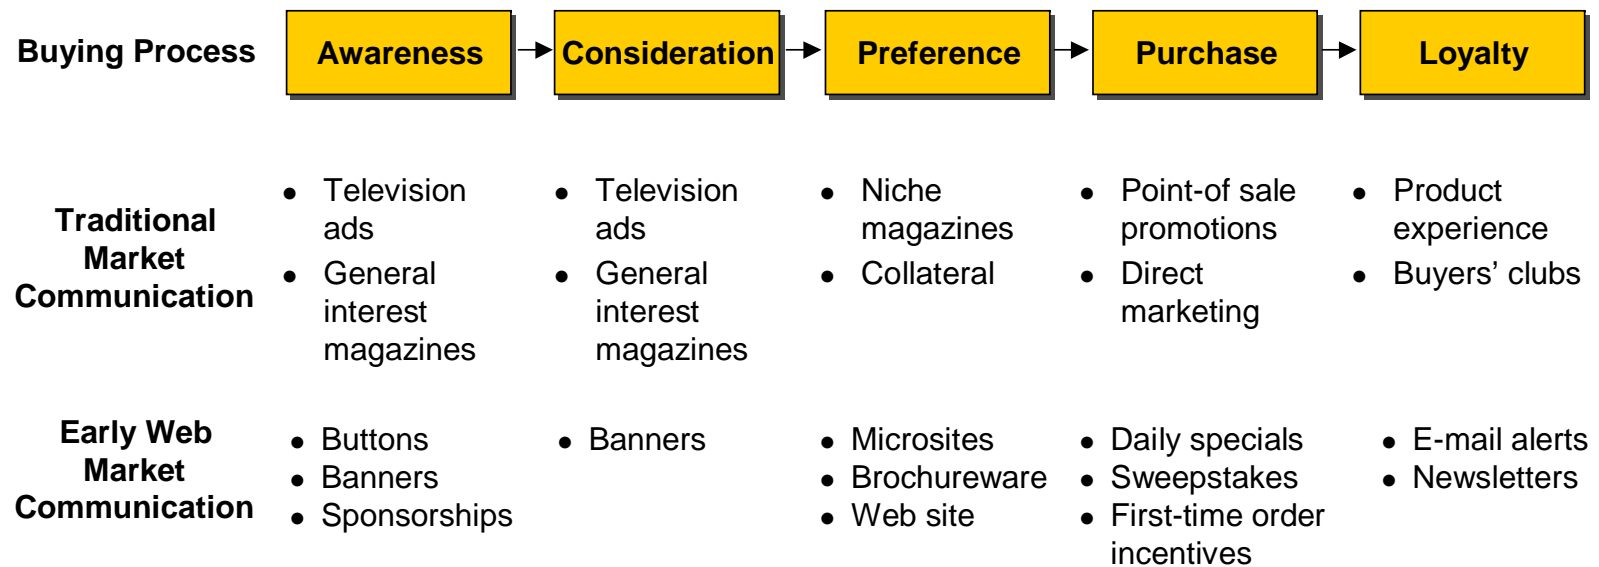 Buying Process
Awareness
Consideration
Preference
Purchase
Loyalty
Traditional
Market
Communication
• Television
ads
• General
interest
magazines
• Television
ads
• General
interest
magazines
• Niche
magazines
• Collateral
• Point-of sale
promotions
• Direct
marketing
• Product
experience
• Buyers’ clubs
Early Web
Market
Communication
• Buttons
• Banners
• Sponsorships
• Banners
• Microsites
• Brochureware
• Web site
• Daily specials
• Sweepstakes
• First-time order
incentives
• E-mail alerts
• Newsletters